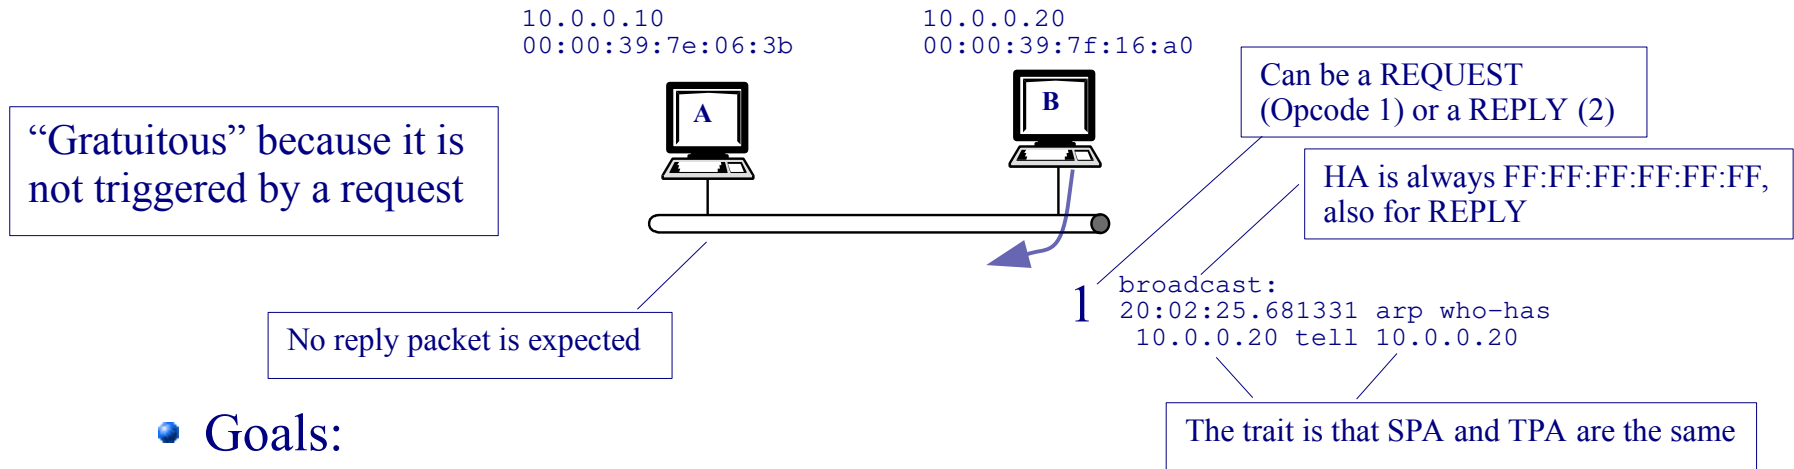 10.0.0.10
00:00:39:7e:06:3b
10.0.0.20
00:00:39:7f:16:a0
A
B
Can be a REQUEST
(Opcode 1) or a REPLY (2)
“Gratuitous” because it is
not triggered by a request
HA is always FF:FF:FF:FF:FF:FF,
also for REPLY
No reply packet is expected
1
broadcast:
20:02:25.681331 arp who-has
10.0.0.20 tell 10.0.0.20
The trait is that SPA and TPA are the same
Goals: